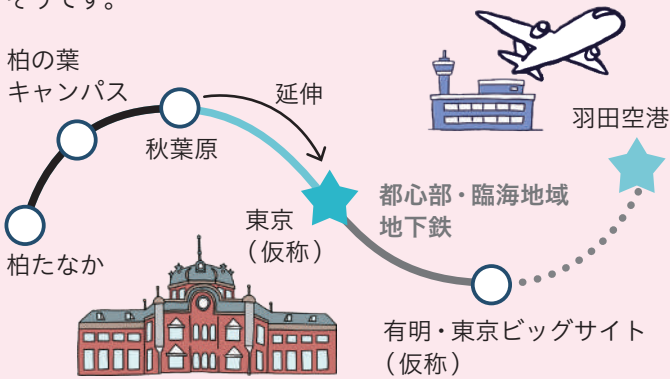 そうです。
柏の葉
キャンパス
延伸
羽田空港
秋葉原
都心部・臨海地域
地下鉄
東京
（仮称）
柏たなか
有明・東京ビッグサイト
（仮称）